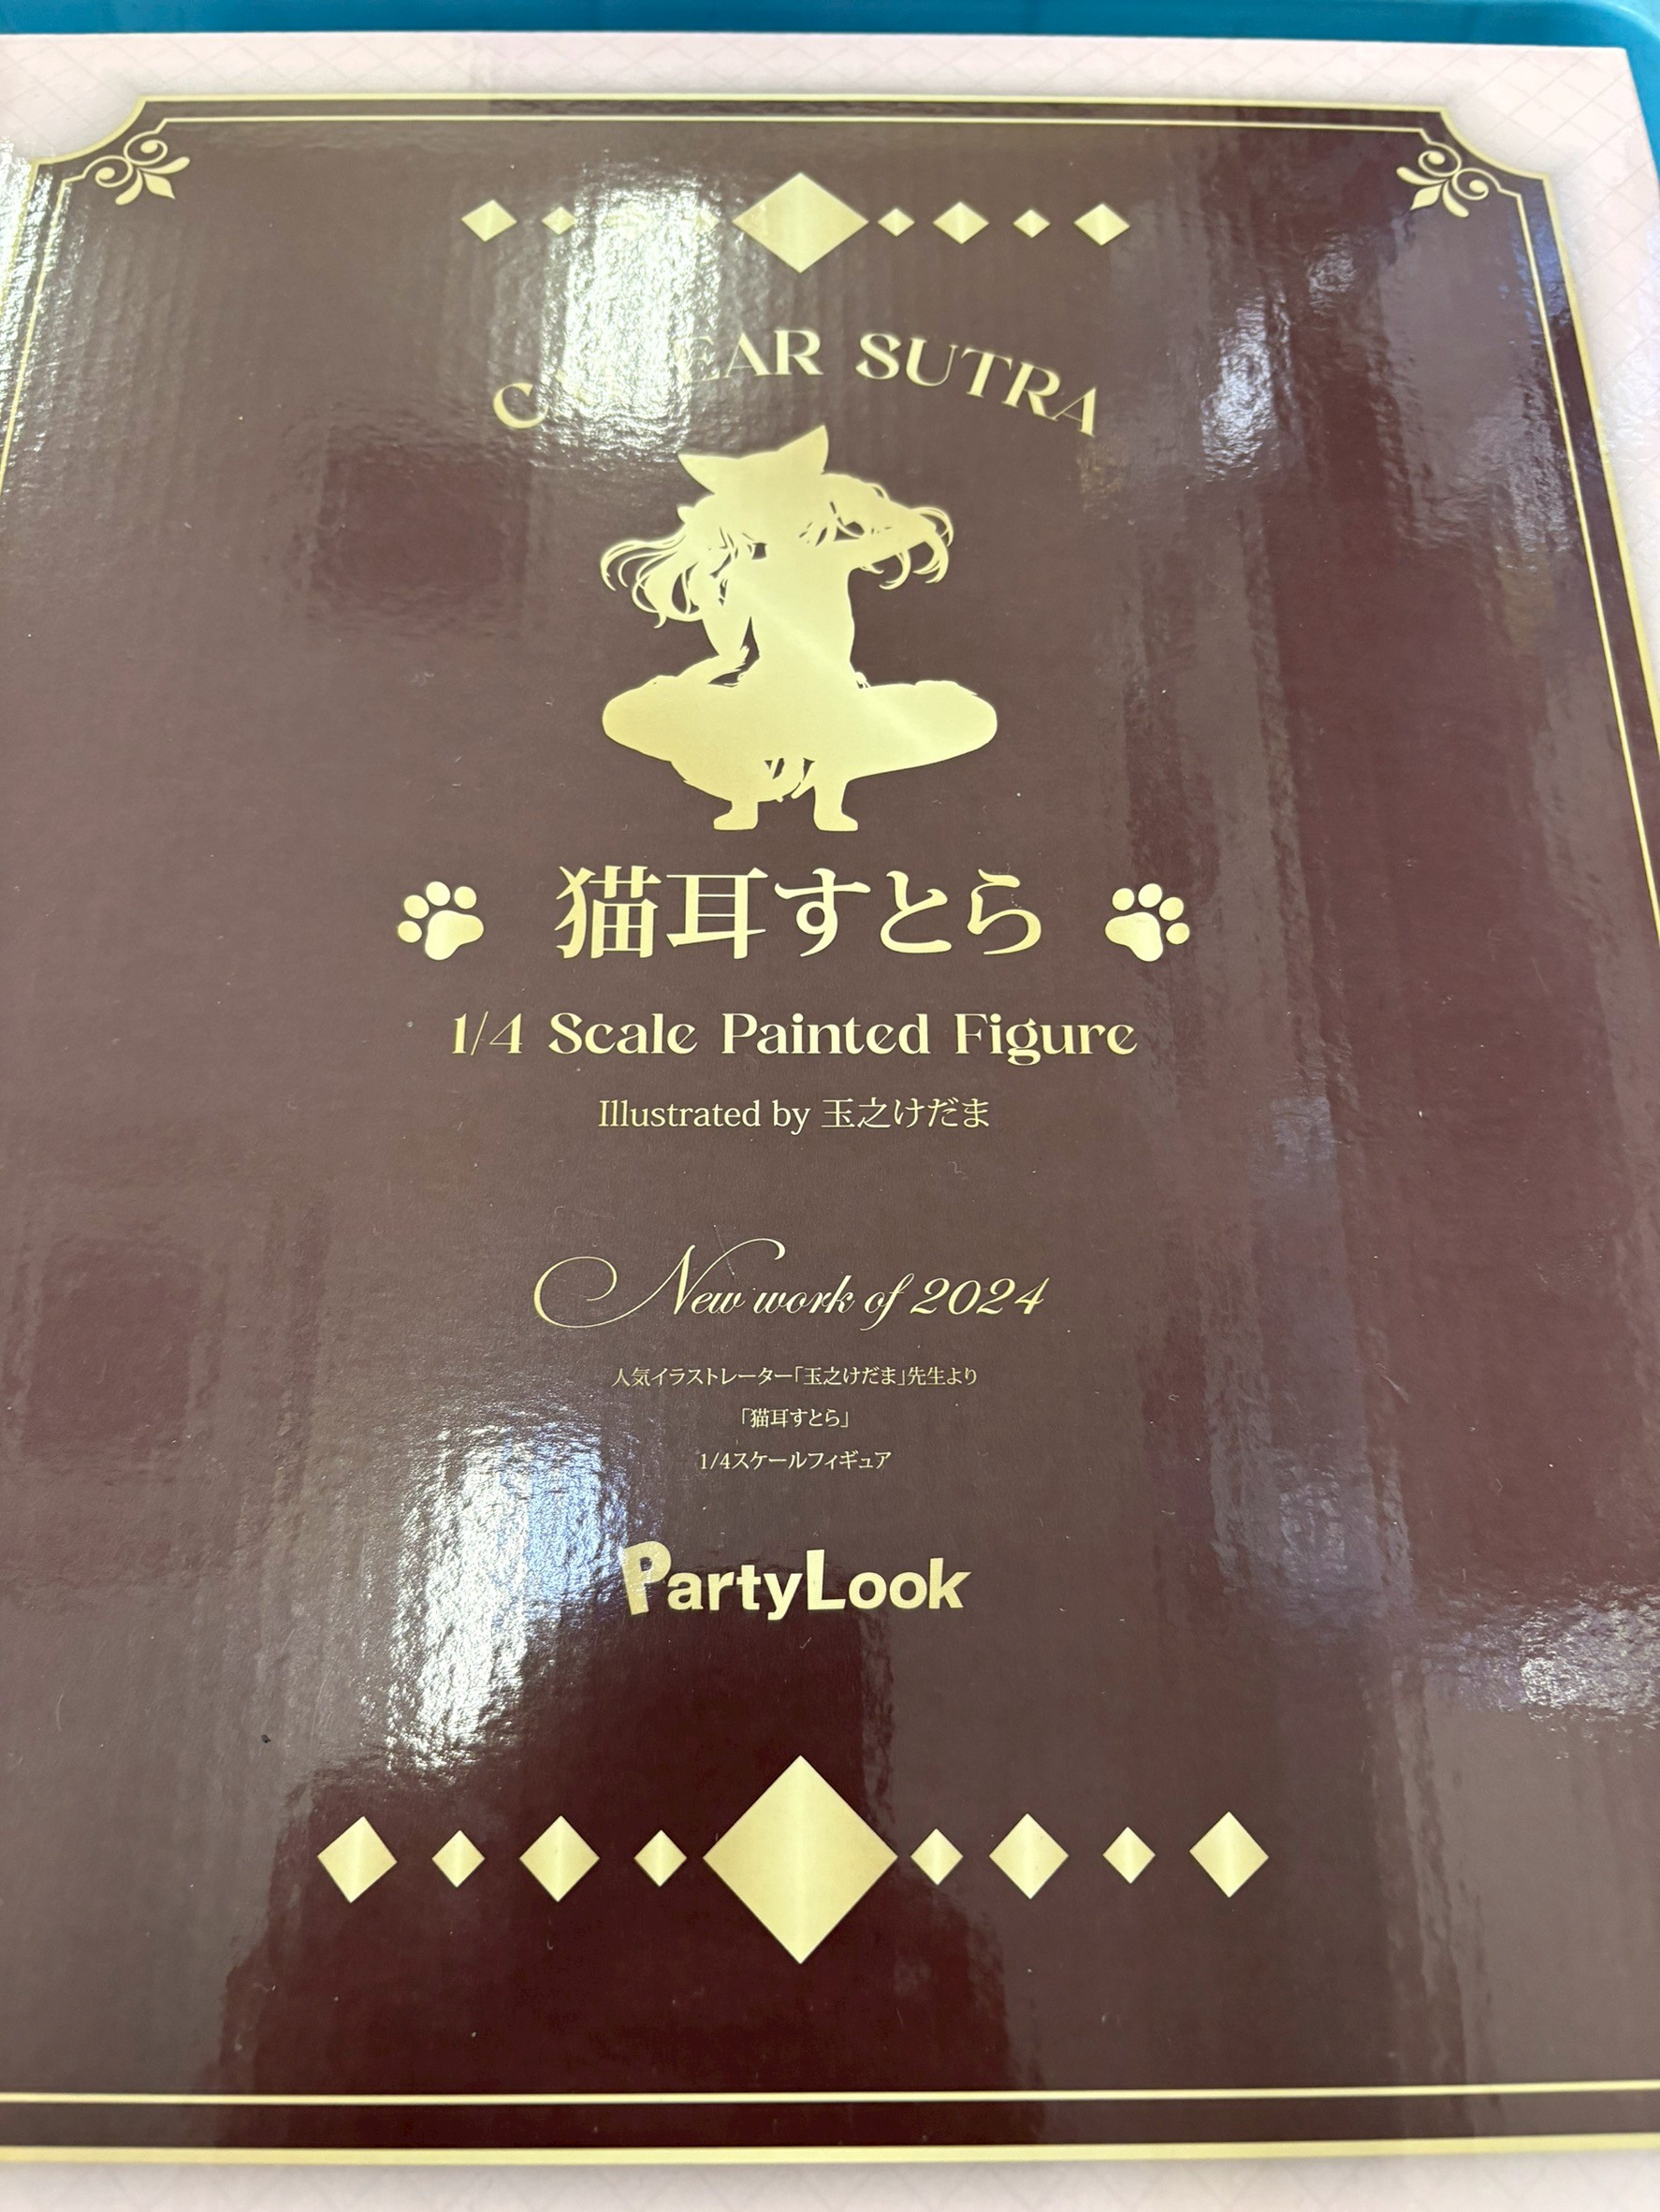 EAR SUTRA
猫耳すとら
1/4 Scale Painted Figure
Illustrated by 玉之けだま
New work of 2024
人気イラストレーター「玉之けだま」先生より
「猫耳すとら」
1/4スケールフィギュア
PartyLook